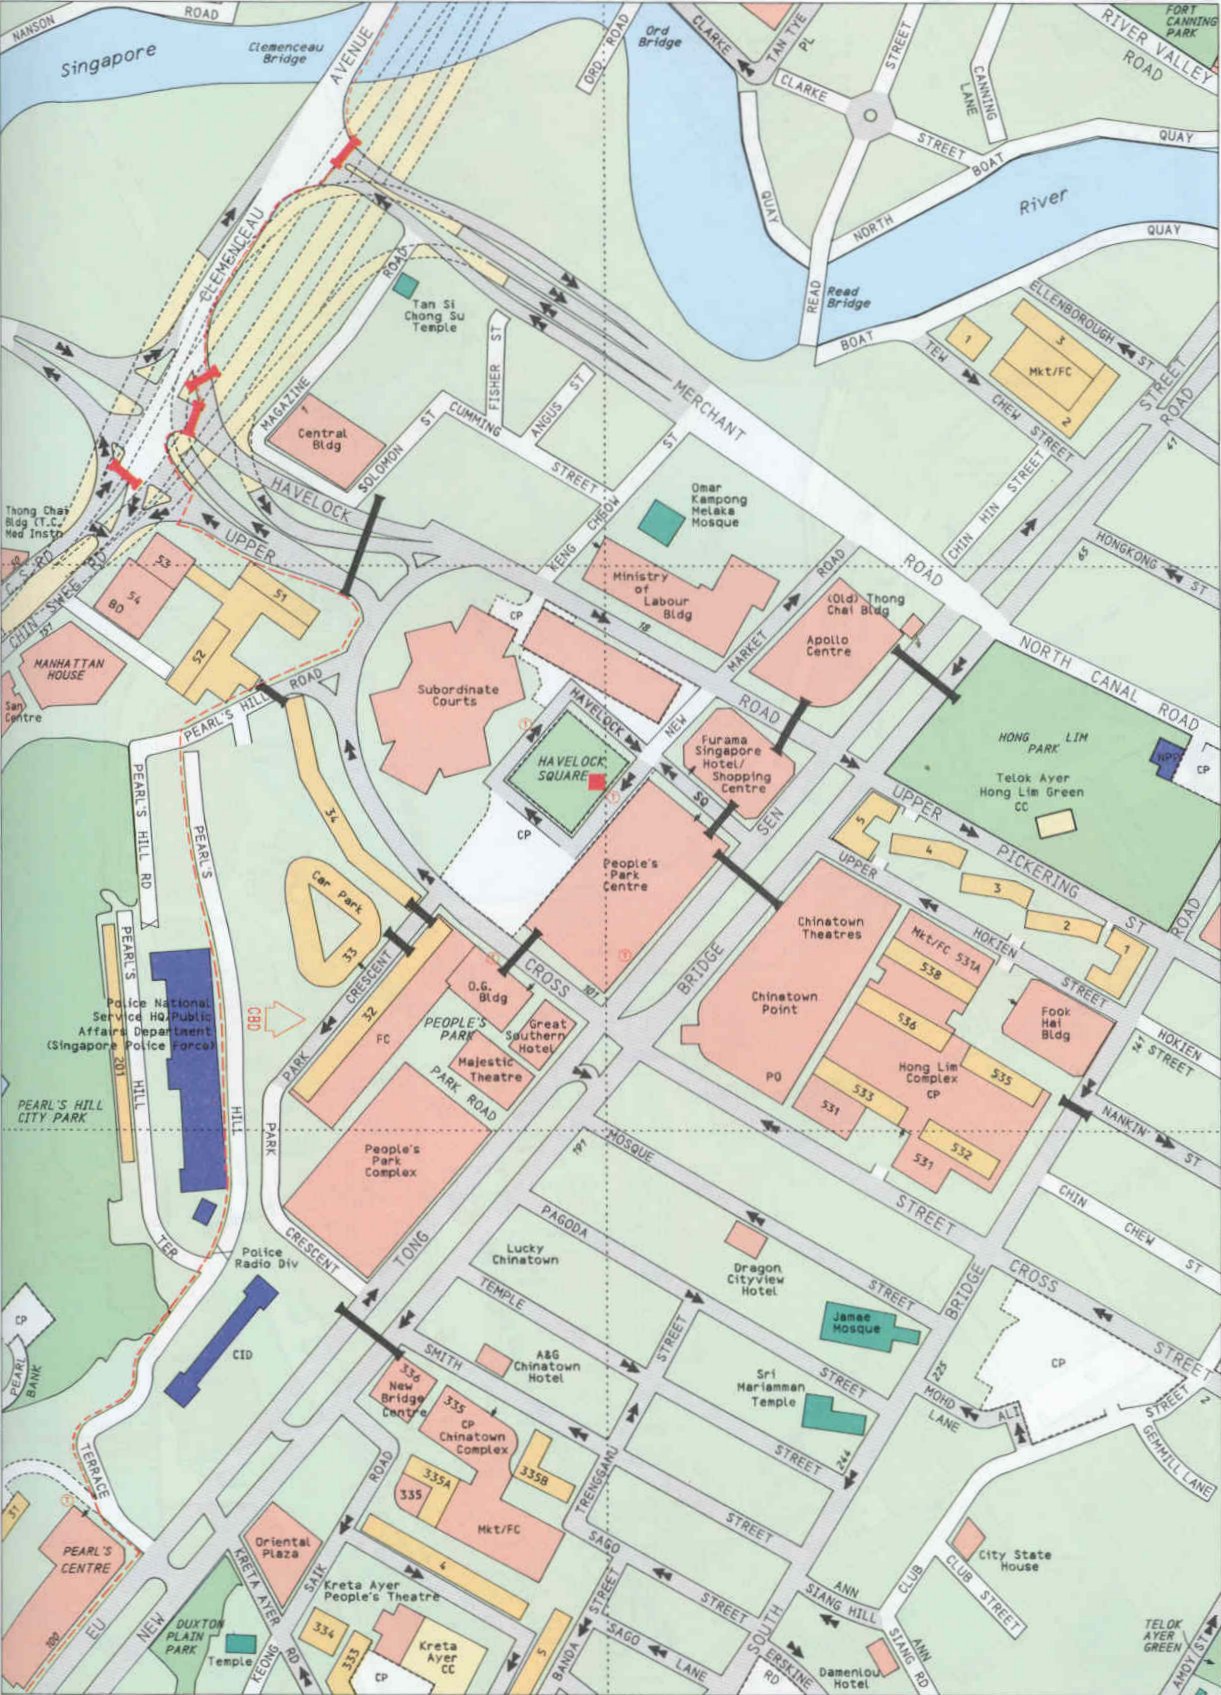 NANSON
ROAD
Singapore
Clemenceau
Bridge
AVENUE
ORD ROAD
Ord
Bridge
CLARKE
TAN TYE
PL
STREET
RIVER VALLEY
ROAD
FORT
CANNING
PARK
CLARKE
CANNING
LANE
STREET
BOAT
QUAY
QUAY
NORTH
River
QUAY
READ
Read
Bridge
BOAT
CLEMENCEAU
ROAD
Tan Si
Chong Su
Temple
FISHER ST
ANGUS ST
MAGAZINE
1
Central
Bldg
SOLOMON
ST
CUMMING
STREET
MERCHANT
ST
TEW
CHEW
STREET
1
3
Mkt/FC
2
ELLENBOROUGH
ST
STREET
ROAD
47
HAVELOCK
UPPER
Thong Chai
Bldg (T.C.
Med Instn
C S RD
CHIN SWEE RD
151
53
54
BO
51
52
KENG CHEOW
Omar
Kampong
Melaka
Mosque
CHIN HIN STREET
ROAD
HONGKONG
ST
65
Ministry
of
Labour
Bldg
18
MARKET
ROAD
(Old) Thong
Chai Bldg
Apollo
Centre
CP
MANHATTAN
HOUSE
San
Centre
PEARL'S HILL
ROAD
Subordinate
Courts
HAVELOCK
NEW
ROAD
NORTH CANAL ROAD
HONG LIM
PARK
NPP
CP
Telok Ayer
Hong Lim Green
CC
HAVELOCK
SQUARE
Furama
Singapore
Hotel/
Shopping
Centre
SQ
SEN
CP
PEARL'S HILL RD
PEARL'S
34
People's
Park
Centre
UPPER
PICKERING
ST
ROAD
5
4
3
2
1
UPPER
HOKIEN
STREET
Car Park
33
Chinatown
Theatres
Mkt/FC 531A
538
536
PEARL'S
HILL
Police National
Service HQ/Public
Affairs Department
(Singapore Police Force)
201
CBD
CRESCENT
PARK
32
FC
O.G.
Bldg
CROSS
101
BRIDGE
Chinatown
Point
PO
PEOPLE'S
PARK
Great
Southern
Hotel
Majestic
Theatre
PARK ROAD
Fook
Hai
Bldg
HOKIEN
STREET
141
Hong Lim
Complex
CP
535
533
531
532
531
NANKIN
ST
PEARL'S HILL
CITY PARK
HILL
PARK
People's
Park
Complex
CRESCENT
TONG
191
MOSQUE
STREET
CHIN
CHEW
ST
TER
Police
Radio Div
PAGODA
STREET
Lucky
Chinatown
Dragon
Cityview
Hotel
BRIDGE
CROSS
STREET
CP
TEMPLE
STREET
STREET
Jamae
Mosque
CP
PEARL
BANK
CID
SMITH
A&G
Chinatown
Hotel
Sri
Mariamman
Temple
225
MOHD
ALI
LANE
STREET
2
GEMMILL LANE
336
New
Bridge
Centre
335
CP
Chinatown
Complex
335A
335
335B
Mkt/FC
STREET
244
TERRACE
ROAD
TRENGGANU
STREET
31
PEARL'S
CENTRE
100
Oriental
Plaza
4
SAGO
STREET
City State
House
KRETA AYER
RD
SAIK
KEONG
Kreta Ayer
People's Theatre
334
333
CP
Kreta
Ayer
CC
5
STREET
BANDA
SAGO
LANE
ANN
SIANG HILL
CLUB
CLUB STREET
ANN
SIANG RD
EU
NEW
DUXTON
PLAIN
PARK
Temple
SOUTH
ERSKINE
RD
Damenlou
Hotel
TELOK
AYER
GREEN
AMOY ST